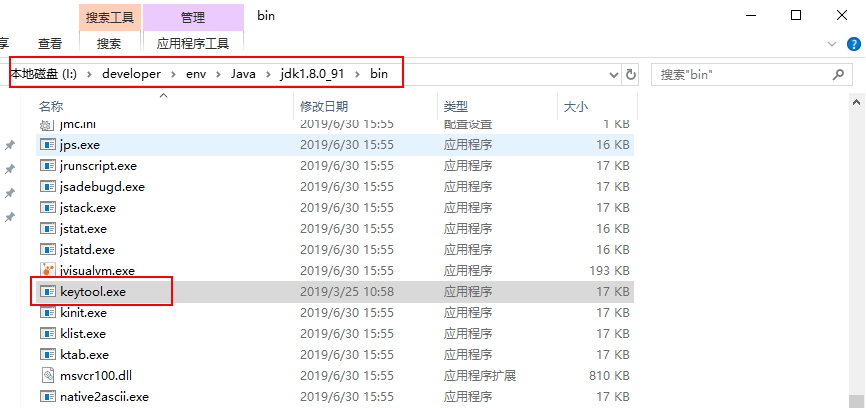 搜索工具 管理 bin
享 查看 搜索 应用程序工具
本地磁盘 (I:) › developer › env › Java › jdk1.8.0_91 › bin 搜索"bin"
名称 修改日期 类型 大小
jmc.ini 2019/6/30 15:55 配置设置 1 KB
jps.exe 2019/6/30 15:55 应用程序 16 KB
jrunscript.exe 2019/6/30 15:55 应用程序 17 KB
jsadebugd.exe 2019/6/30 15:55 应用程序 17 KB
jstack.exe 2019/6/30 15:55 应用程序 17 KB
jstat.exe 2019/6/30 15:55 应用程序 16 KB
jstatd.exe 2019/6/30 15:55 应用程序 16 KB
jvisualvm.exe 2019/6/30 15:55 应用程序 193 KB
keytool.exe 2019/3/25 10:58 应用程序 17 KB
kinit.exe 2019/6/30 15:55 应用程序 17 KB
klist.exe 2019/6/30 15:55 应用程序 17 KB
ktab.exe 2019/6/30 15:55 应用程序 17 KB
msvcr100.dll 2019/6/30 15:55 应用程序扩展 810 KB
native2ascii.exe 2019/6/30 15:55 应用程序 17 KB